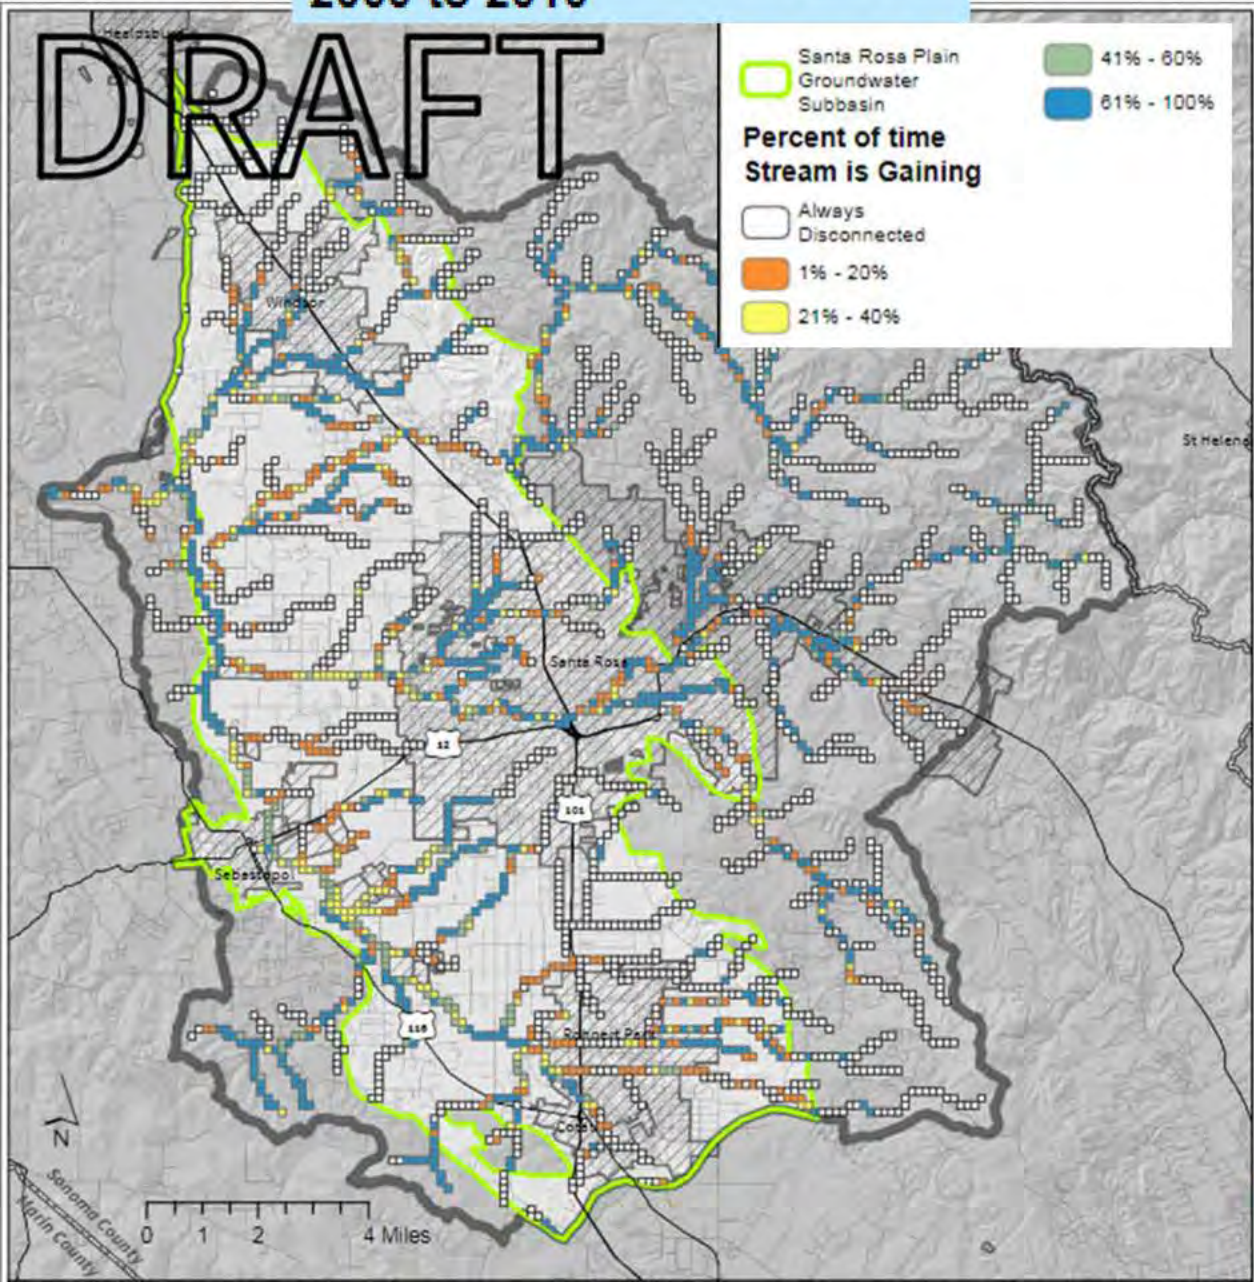 DRAFT
Santa Rosa Plain
Groundwater
Subbasin
Percent of time
Stream is Gaining
Always
Disconnected
1% - 20%
21% - 40%
41% - 60%
61% - 100%
Windsor
St Helena
Santa Rosa
12
101
Sebastopol
116
Rohnert Park
Cotati
N
Sonoma County
Marin County
0 1 2 4 Miles